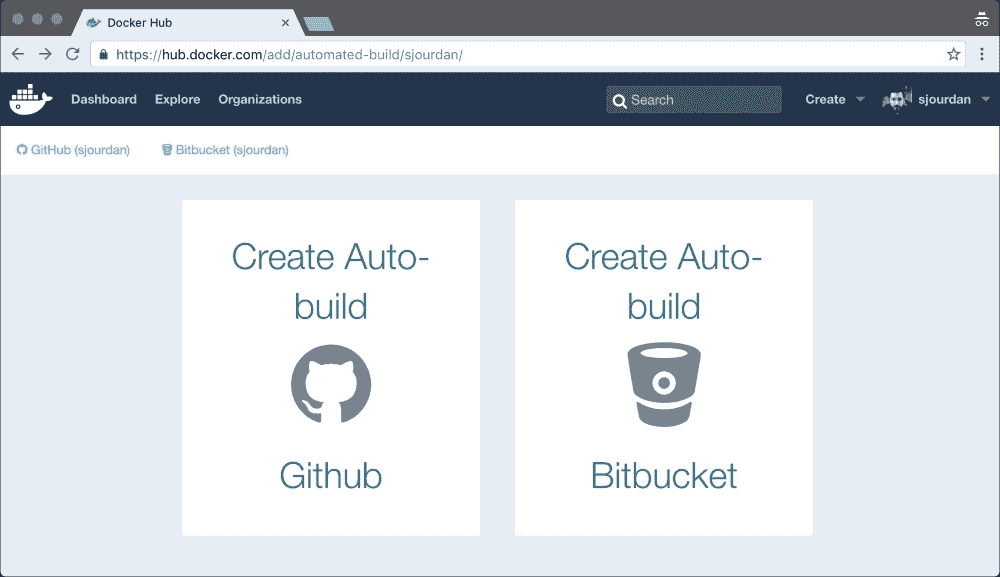 Docker Hub
https://hub.docker.com/add/automated-build/sjourdan/
Dashboard Explore Organizations Search Create sjourdan
GitHub (sjourdan) Bitbucket (sjourdan)
Create Auto-
build
Github
Create Auto-
build
Bitbucket